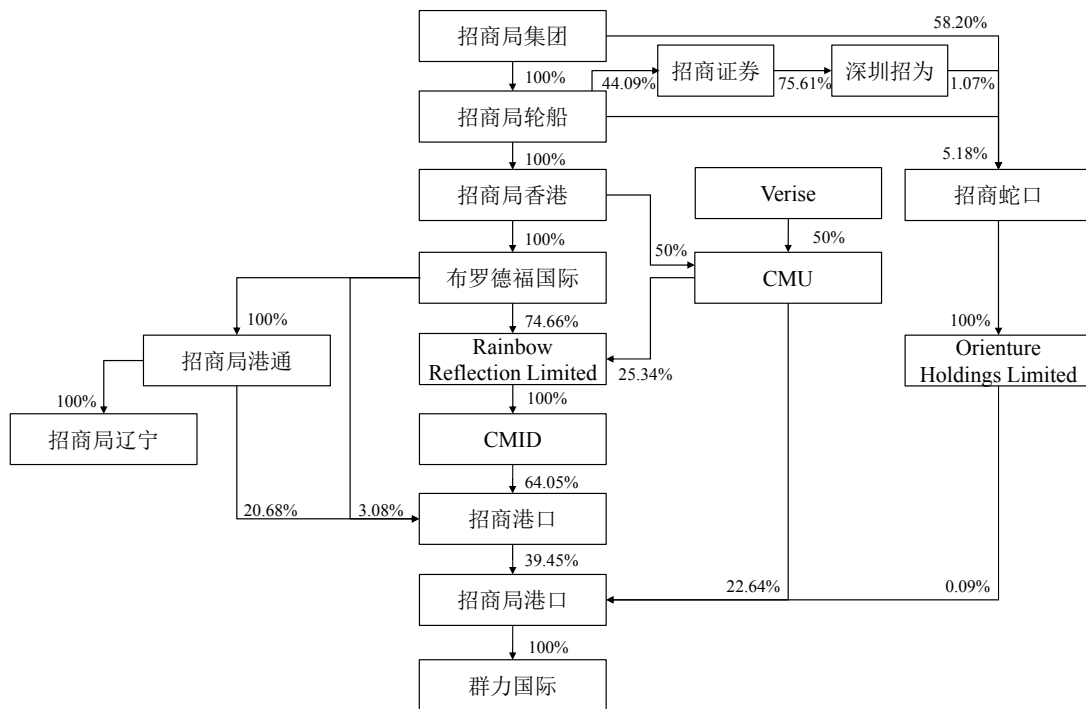 招商局集团
58.20%
招商证券
深圳招为
100%
44.09%
75.61%
1.07%
招商局轮船
100%
5.18%
招商局香港
Verise
招商蛇口
100%
50%
50%
布罗德福国际
CMU
100%
74.66%
100%
招商局港通
Rainbow
Reflection Limited
Orienture
Holdings Limited
25.34%
100%
100%
招商局辽宁
CMID
64.05%
20.68%
3.08%
招商港口
39.45%
22.64%
0.09%
招商局港口
100%
群力国际